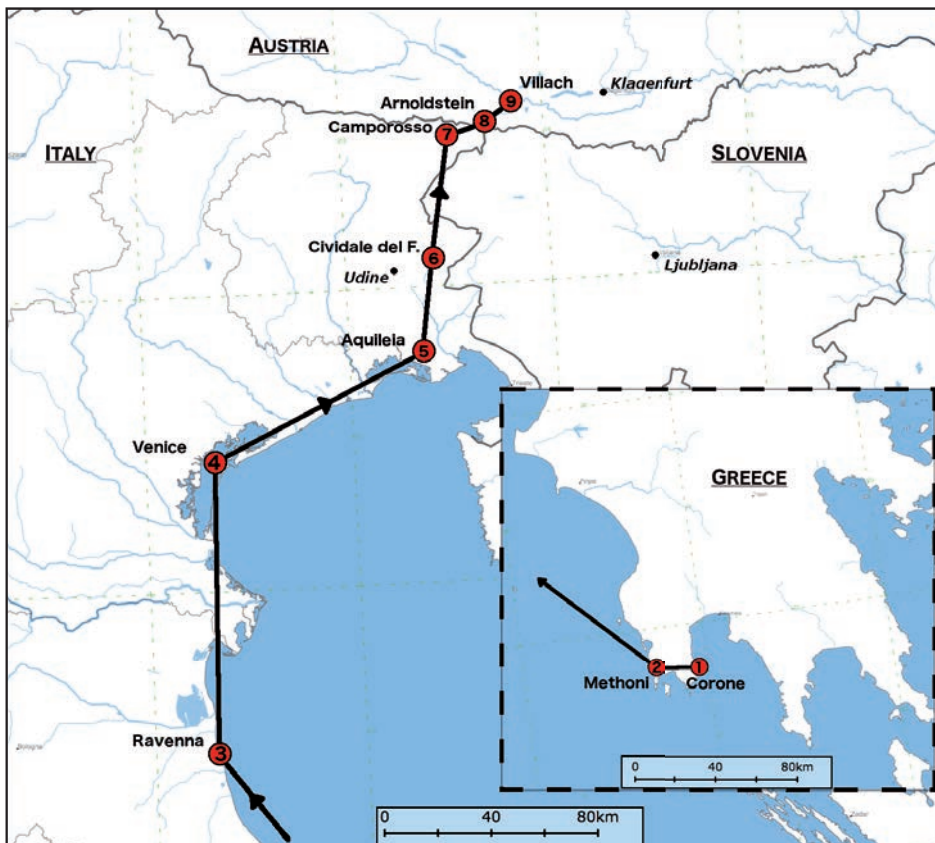 AUSTRIA
Villach
9
Klagenfurt
Arnoldstein
8
Camporosso
7
ITALY
SLOVENIA
Cividale del F.
6
Udine
Ljubljana
Aquileia
5
Venice
4
GREECE
2
1
Methoni
Corone
Ravenna
3
0 40 80km
0 40 80km